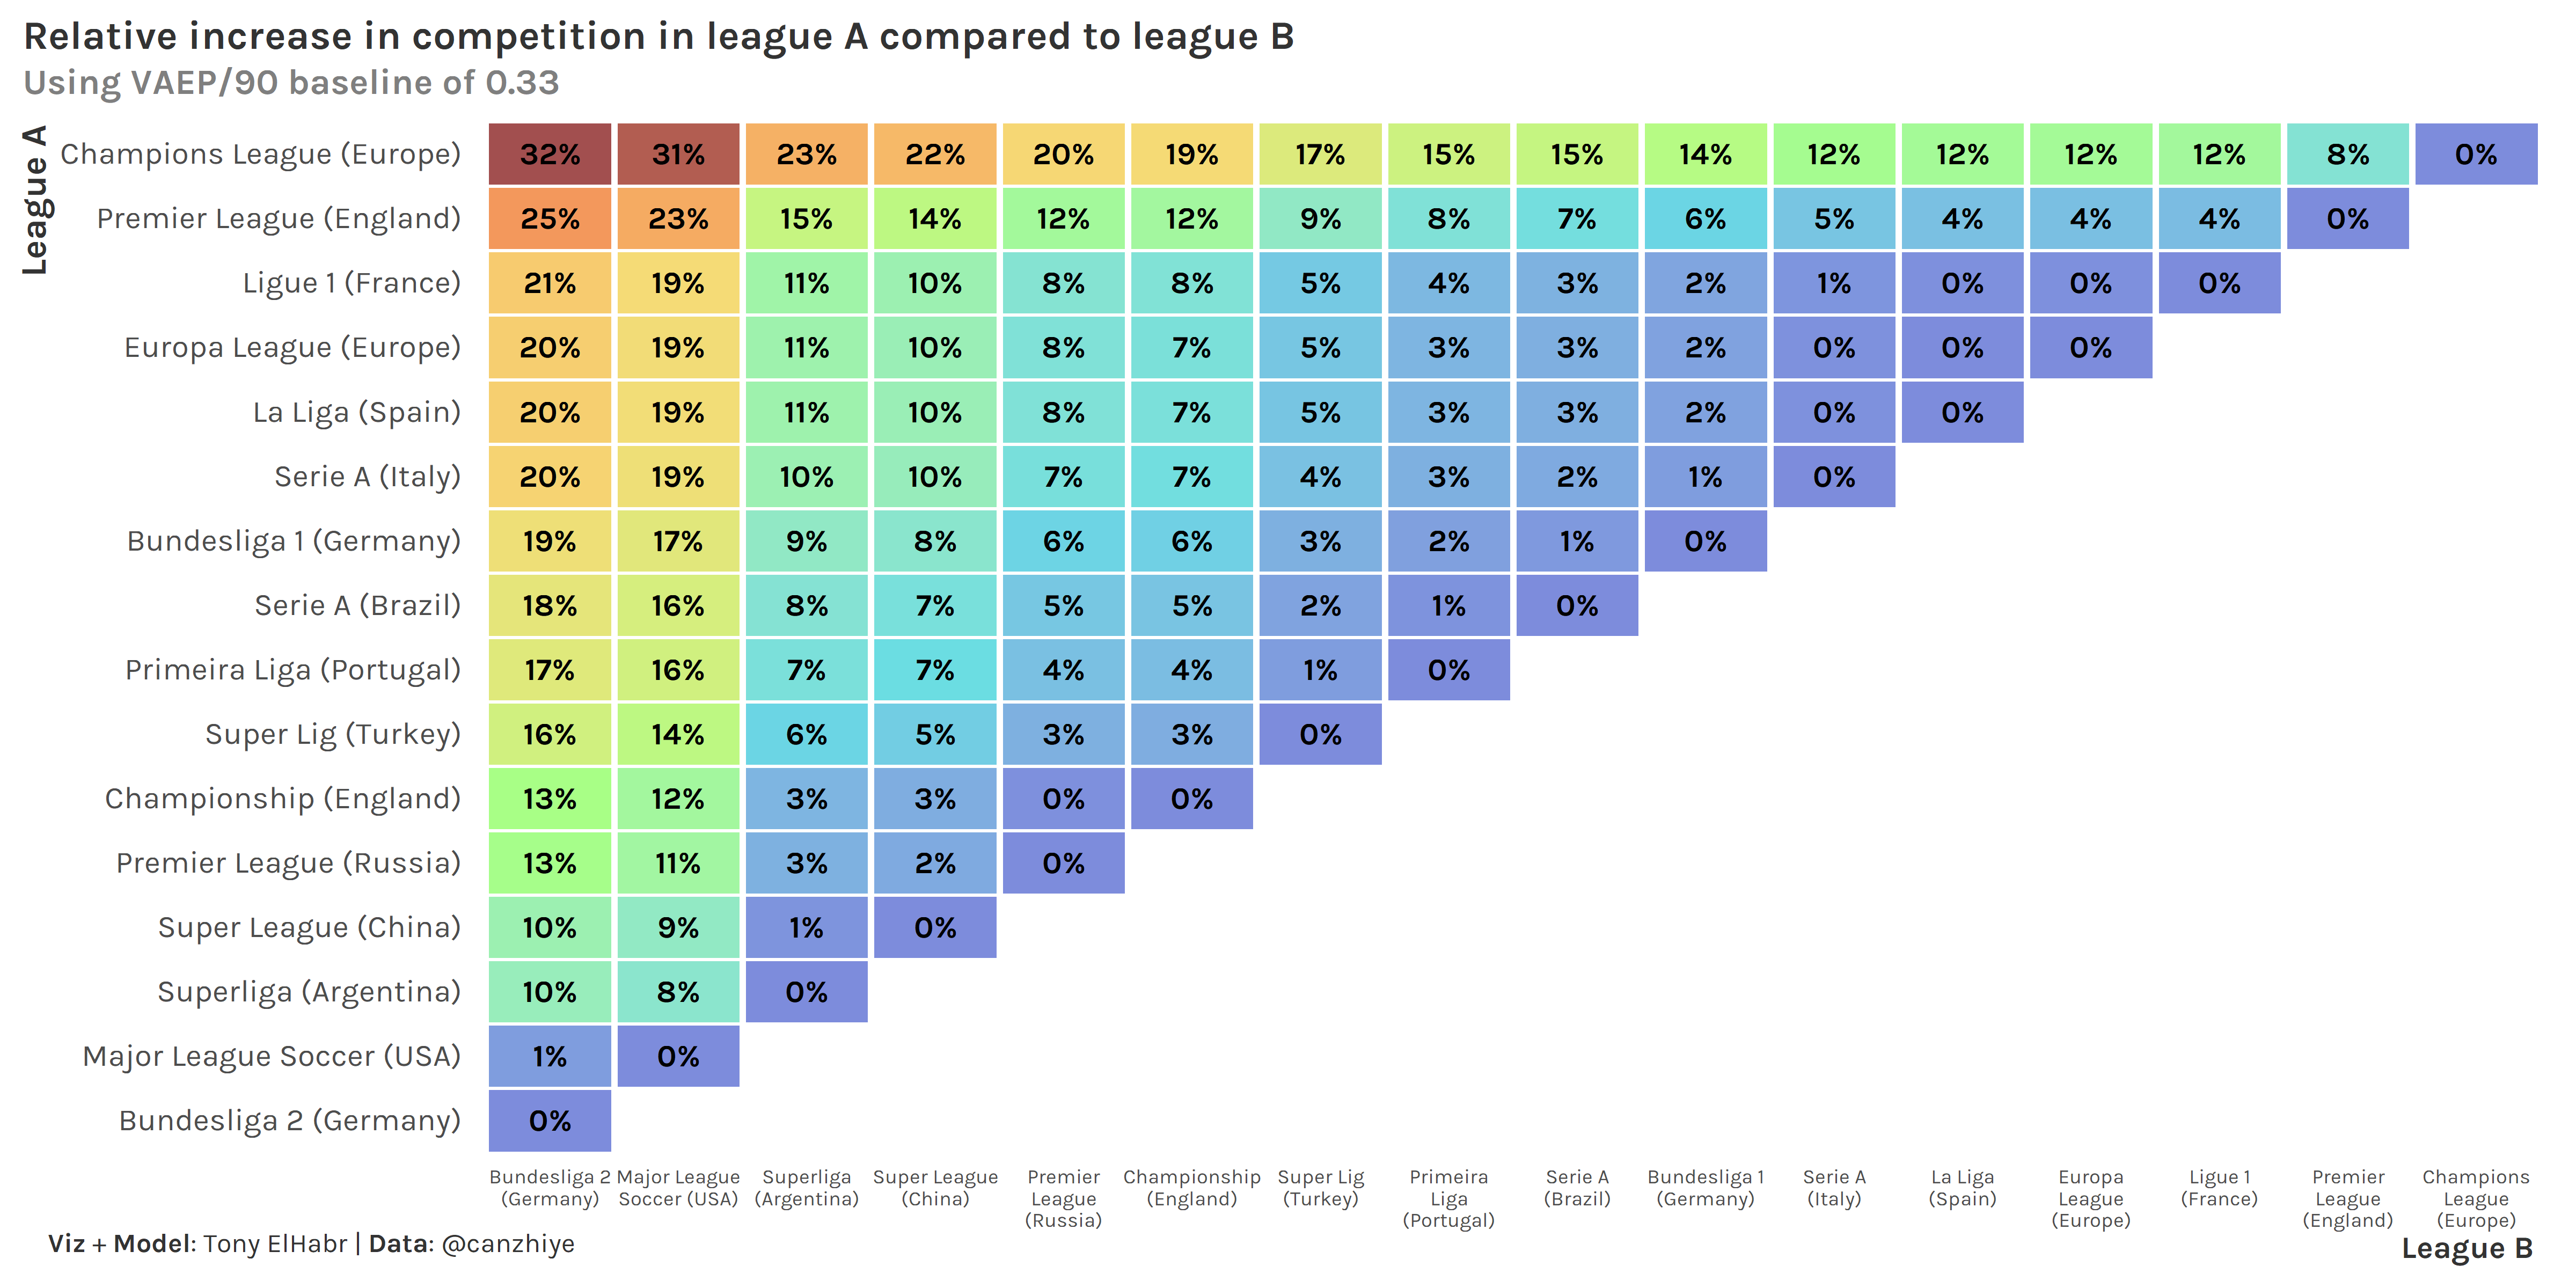 Relative increase in competition in league A compared to league B
Using VAEP/90 baseline of 0.33
League A
Champions League (Europe) 32% 31% 23% 22% 20% 19% 17% 15% 15% 14% 12% 12% 12% 12% 8% 0%
Premier League (England) 25% 23% 15% 14% 12% 12% 9% 8% 7% 6% 5% 4% 4% 4% 0%
Ligue 1 (France) 21% 19% 11% 10% 8% 8% 5% 4% 3% 2% 1% 0% 0% 0%
Europa League (Europe) 20% 19% 11% 10% 8% 7% 5% 3% 3% 2% 0% 0% 0%
La Liga (Spain) 20% 19% 11% 10% 8% 7% 5% 3% 3% 2% 0% 0%
Serie A (Italy) 20% 19% 10% 10% 7% 7% 4% 3% 2% 1% 0%
Bundesliga 1 (Germany) 19% 17% 9% 8% 6% 6% 3% 2% 1% 0%
Serie A (Brazil) 18% 16% 8% 7% 5% 5% 2% 1% 0%
Primeira Liga (Portugal) 17% 16% 7% 7% 4% 4% 1% 0%
Super Lig (Turkey) 16% 14% 6% 5% 3% 3% 0%
Championship (England) 13% 12% 3% 3% 0% 0%
Premier League (Russia) 13% 11% 3% 2% 0%
Super League (China) 10% 9% 1% 0%
Superliga (Argentina) 10% 8% 0%
Major League Soccer (USA) 1% 0%
Bundesliga 2 (Germany) 0%
Bundesliga 2 Major League Superliga Super League Premier Championship Super Lig Primeira Serie A Bundesliga 1 Serie A La Liga Europa Ligue 1 Premier Champions
(Germany) Soccer (USA) (Argentina) (China) League (England) (Turkey) Liga (Brazil) (Germany) (Italy) (Spain) League (France) League League
(Russia) (Portugal) (Europe) (England) (Europe)
Viz + Model: Tony ElHabr | Data: @canzhiye
League B